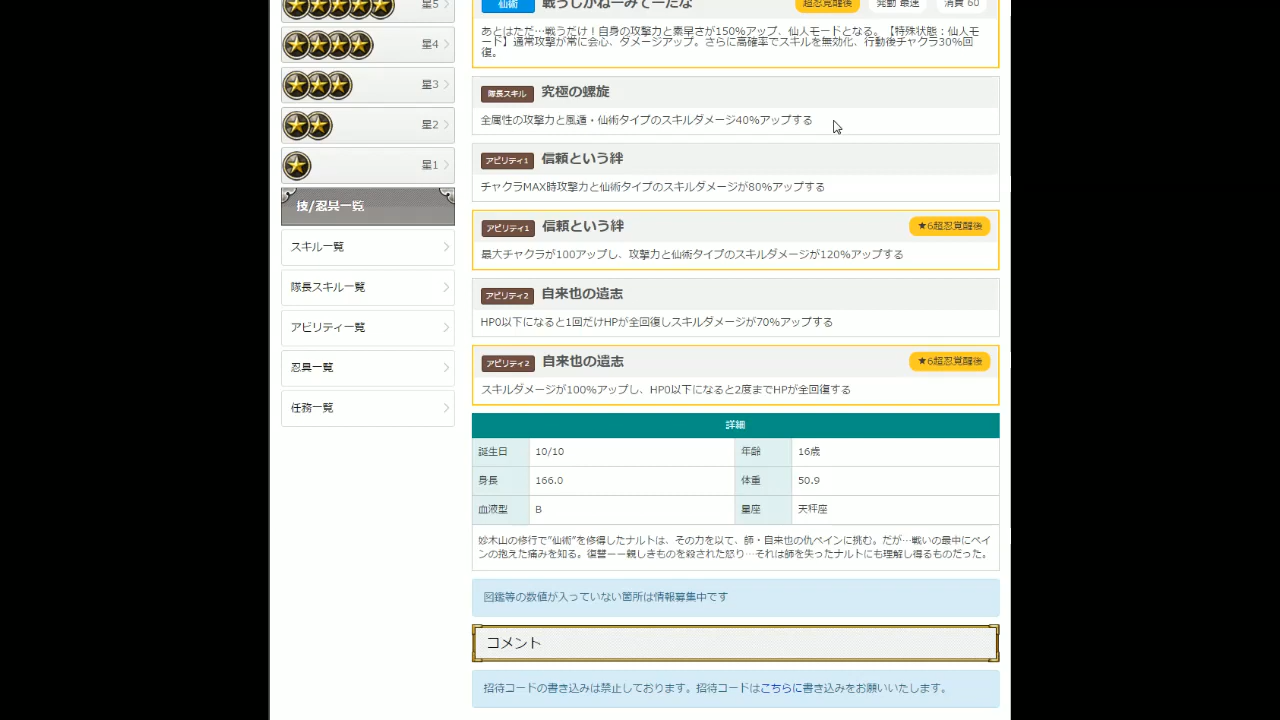 星5
星4
星3
星2
星1
技/忍具一覧
スキル一覧
隊長スキル一覧
アビリティ一覧
忍具一覧
任務一覧
仙術 戦うしかねーみてーだな 超忍覚醒後 発動 最速 消費 60
あとはただ…戦うだけ！自身の攻撃力と素早さが150%アップ、仙人モードとなる。【特殊状態：仙人モ
ード】通常攻撃が常に会心、ダメージアップ。さらに高確率でスキルを無効化、行動後チャクラ30%回
復。
隊長スキル 究極の螺旋
全属性の攻撃力と風遁・仙術タイプのスキルダメージ40%アップする
アビリティ1 信頼という絆
チャクラMAX時攻撃力と仙術タイプのスキルダメージが80%アップする
アビリティ1 信頼という絆 ★6超忍覚醒後
最大チャクラが100アップし、攻撃力と仙術タイプのスキルダメージが120%アップする
アビリティ2 自来也の遺志
HP0以下になると1回だけHPが全回復しスキルダメージが70%アップする
アビリティ2 自来也の遺志 ★6超忍覚醒後
スキルダメージが100%アップし、HP0以下になると2度までHPが全回復する
詳細
誕生日 10/10 年齢 16歳
身長 166.0 体重 50.9
血液型 B 星座 天秤座
妙木山の修行で"仙術"を修得したナルトは、その力を以て、師・自来也の仇ペインに挑む。だが…戦いの最中にペイ
ンの抱えた痛みを知る。復讐ーー親しきものを殺された怒り…それは師を失ったナルトにも理解し得るものだった。
図鑑等の数値が入っていない箇所は情報募集中です
コメント
招待コードの書き込みは禁止しております。招待コードはこちらに書き込みをお願いいたします。